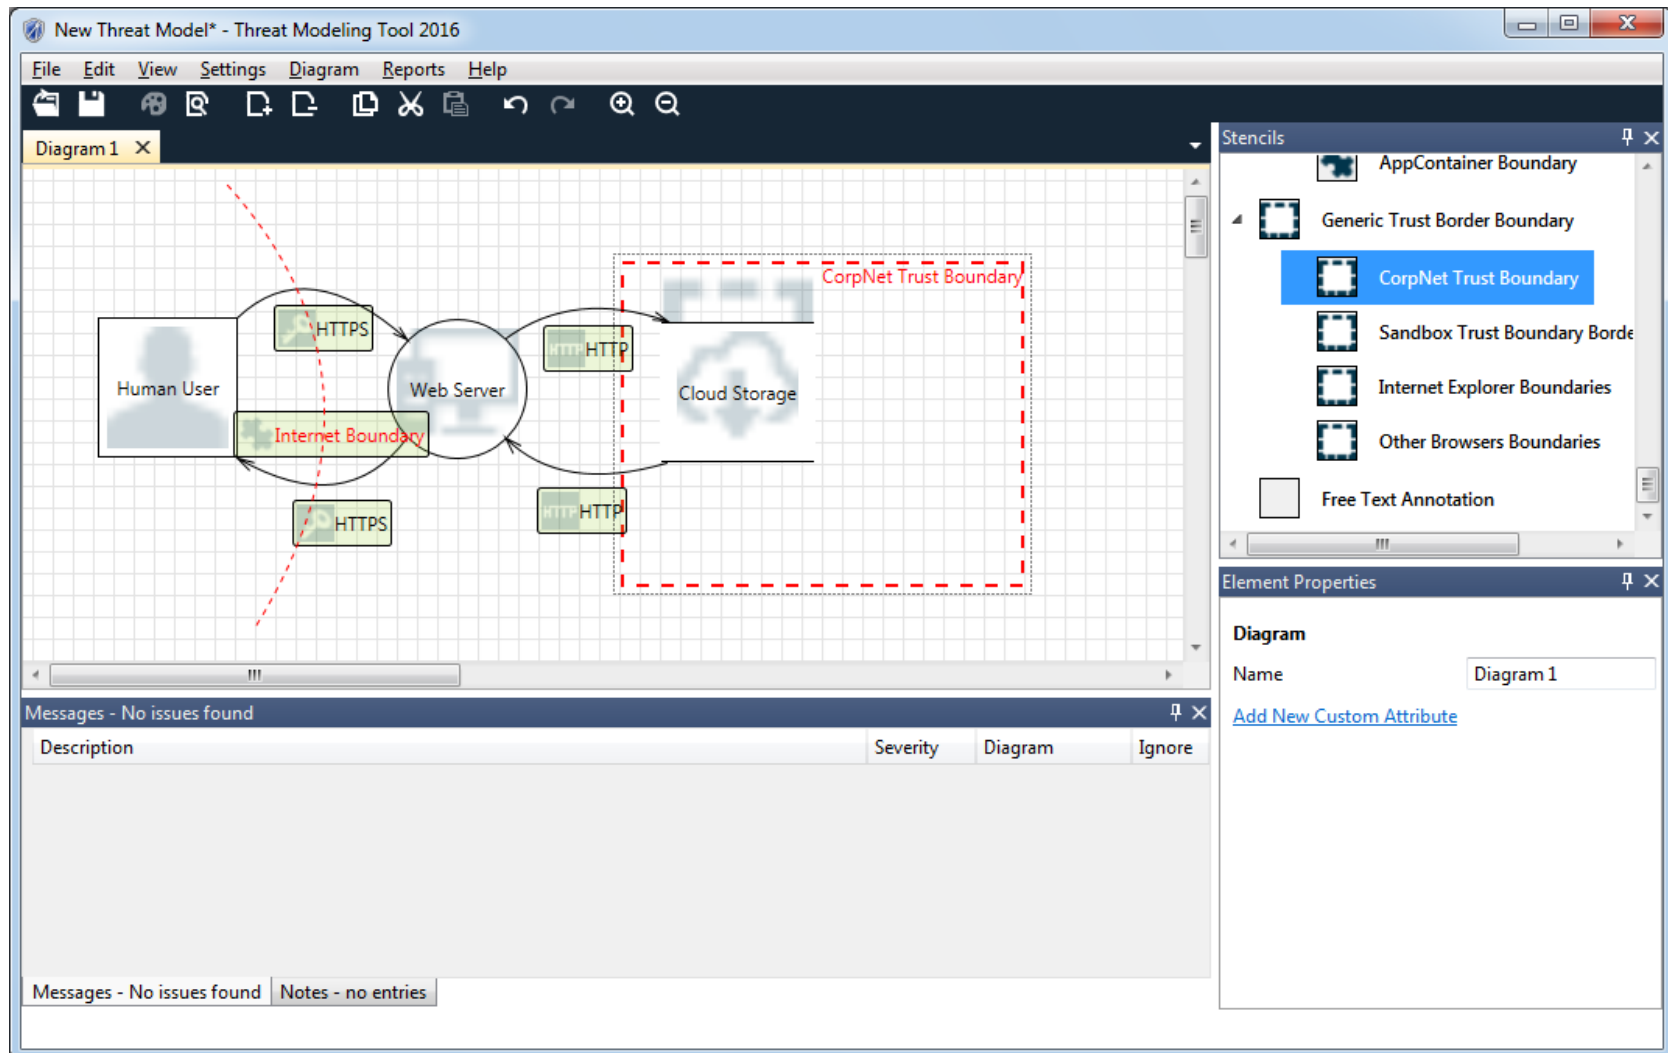 New Threat Model* - Threat Modeling Tool 2016
File Edit View Settings Diagram Reports Help
Diagram 1
CorpNet Trust Boundary
HTTPS
HTTP HTTP
Human User
Web Server
Cloud Storage
Internet Boundary
HTTPS
HTTP HTTP
Stencils
AppContainer Boundary
Generic Trust Border Boundary
CorpNet Trust Boundary
Sandbox Trust Boundary Borde
Internet Explorer Boundaries
Other Browsers Boundaries
Free Text Annotation
Element Properties
Diagram
Name Diagram 1
Add New Custom Attribute
Messages - No issues found
Description Severity Diagram Ignore
Messages - No issues found Notes - no entries